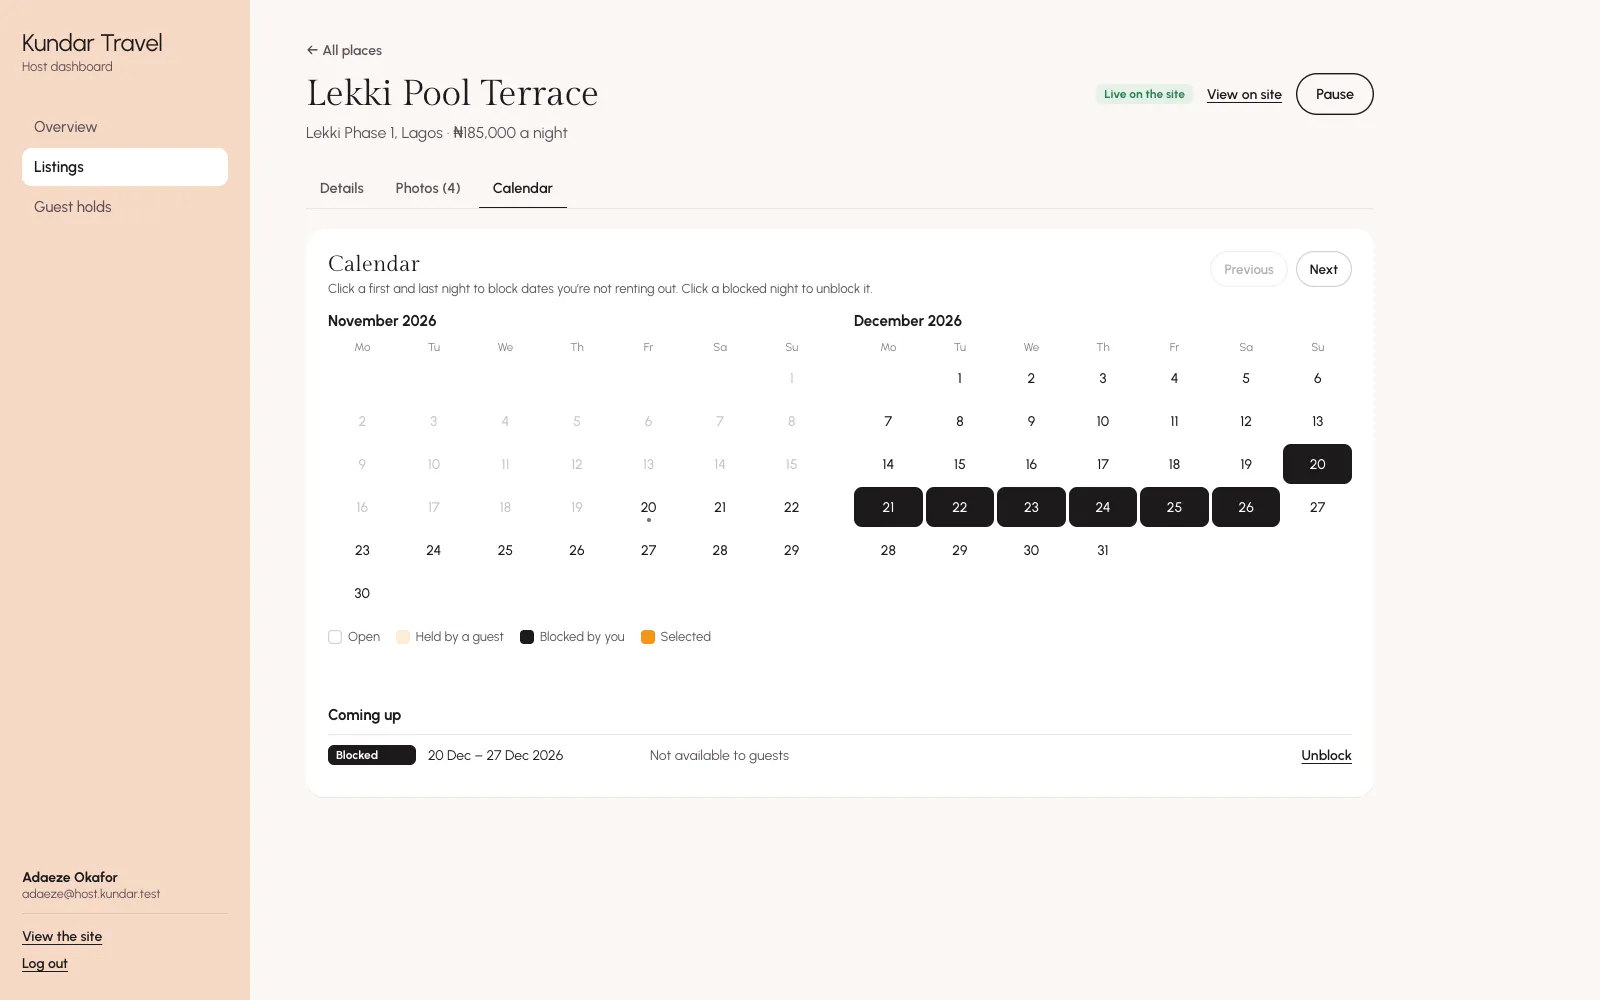 Kundar Travel
Host dashboard
Overview
Listings
Guest holds
Adaeze Okafor
adaeze@host.kundar.test
View the site
Log out
← All places
Lekki Pool Terrace
Lekki Phase 1, Lagos · ₦185,000 a night
Live on the site View on site Pause
Details Photos (4) Calendar
Calendar
Click a first and last night to block dates you're not renting out. Click a blocked night to unblock it.
Previous Next
November 2026
Mo Tu We Th Fr Sa Su
1
2 3 4 5 6 7 8
9 10 11 12 13 14 15
16 17 18 19 20 21 22
23 24 25 26 27 28 29
30
December 2026
Mo Tu We Th Fr Sa Su
1 2 3 4 5 6
7 8 9 10 11 12 13
14 15 16 17 18 19 20
21 22 23 24 25 26 27
28 29 30 31
Open Held by a guest Blocked by you Selected
Coming up
Blocked 20 Dec – 27 Dec 2026 Not available to guests Unblock